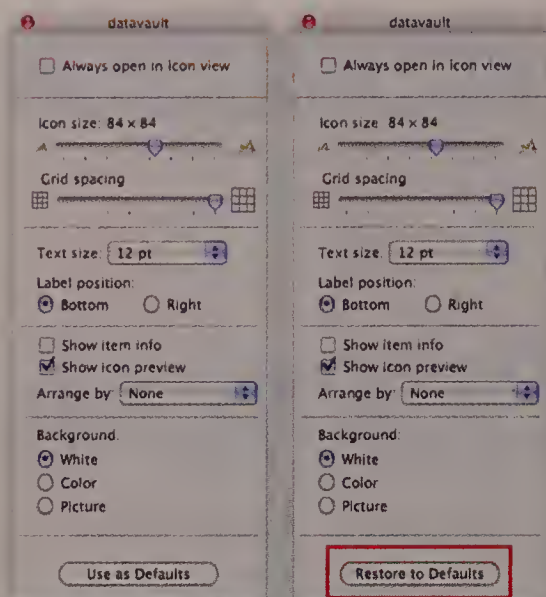 datavault
Always open in icon view
Icon size: 84 × 84
Grid spacing
Text size: 12 pt
Label position:
Bottom Right
Show item info
Show icon preview
Arrange by: None
Background:
White
Color
Picture
Use as Defaults
datavault
Always open in icon view
Icon size 84 × 84
Grid spacing
Text size: 12 pt
Label position:
Bottom Right
Show item info
Show icon preview
Arrange by: None
Background:
White
Color
Picture
Restore to Defaults